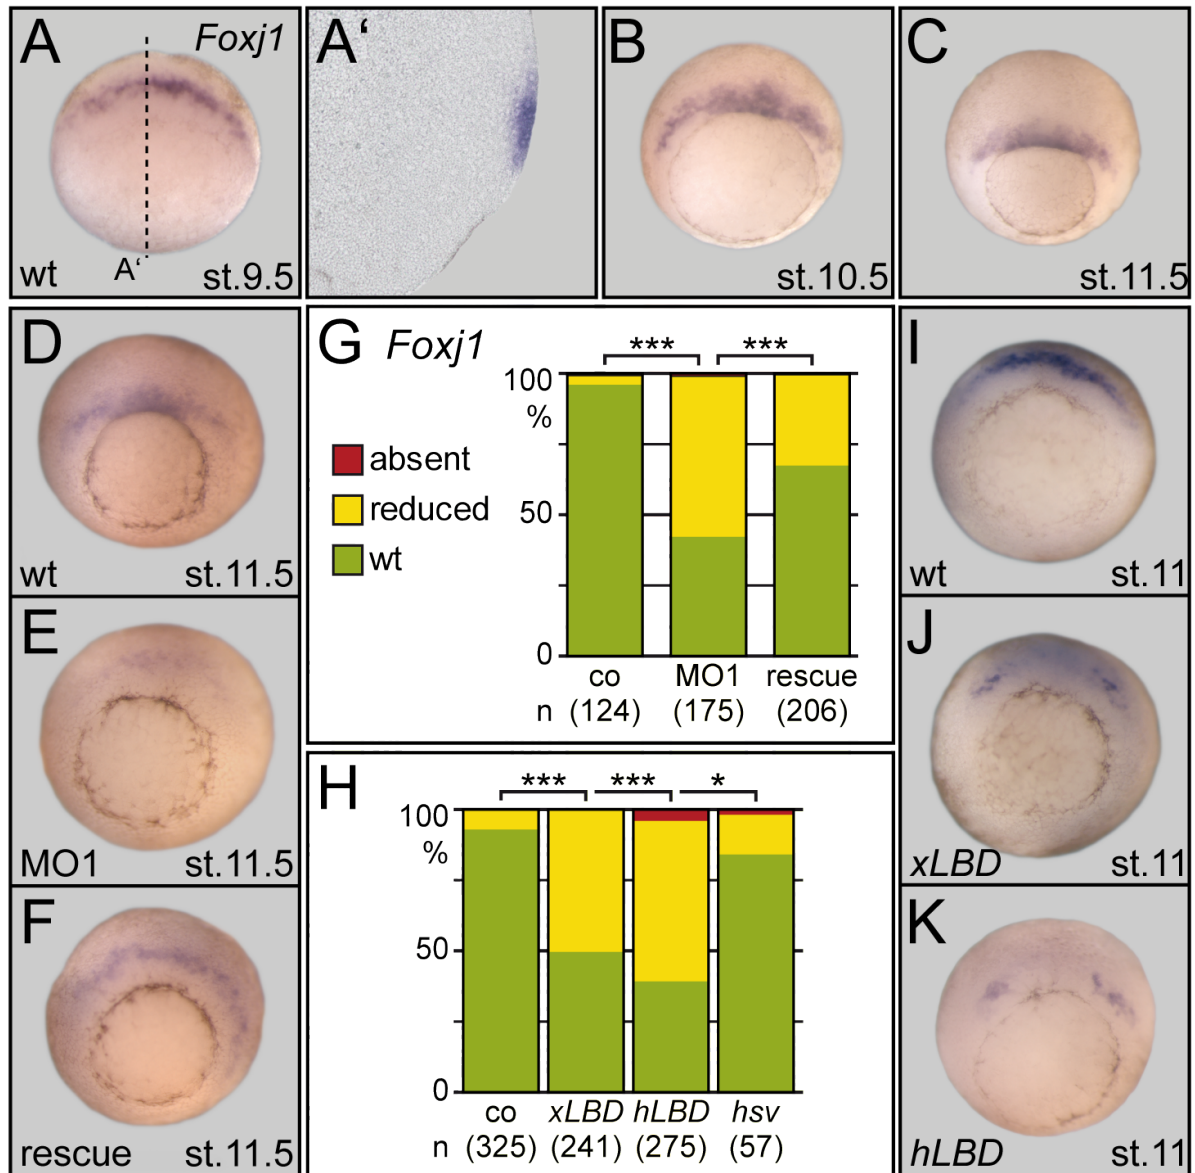 A
Foxj1
wt
A‘
st.9.5
A‘
B
st.10.5
C
st.11.5
D
wt
st.11.5
E
MO1
st.11.5
F
rescue
st.11.5
G
Foxj1
*** ***
absent
reduced
wt
100
%
50
0
co MO1 rescue
n (124) (175) (206)
H
*** *** *
100
%
50
0
co xLBD hLBD hsv
n (325) (241) (275) (57)
I
wt
st.11
J
xLBD
st.11
K
hLBD
st.11